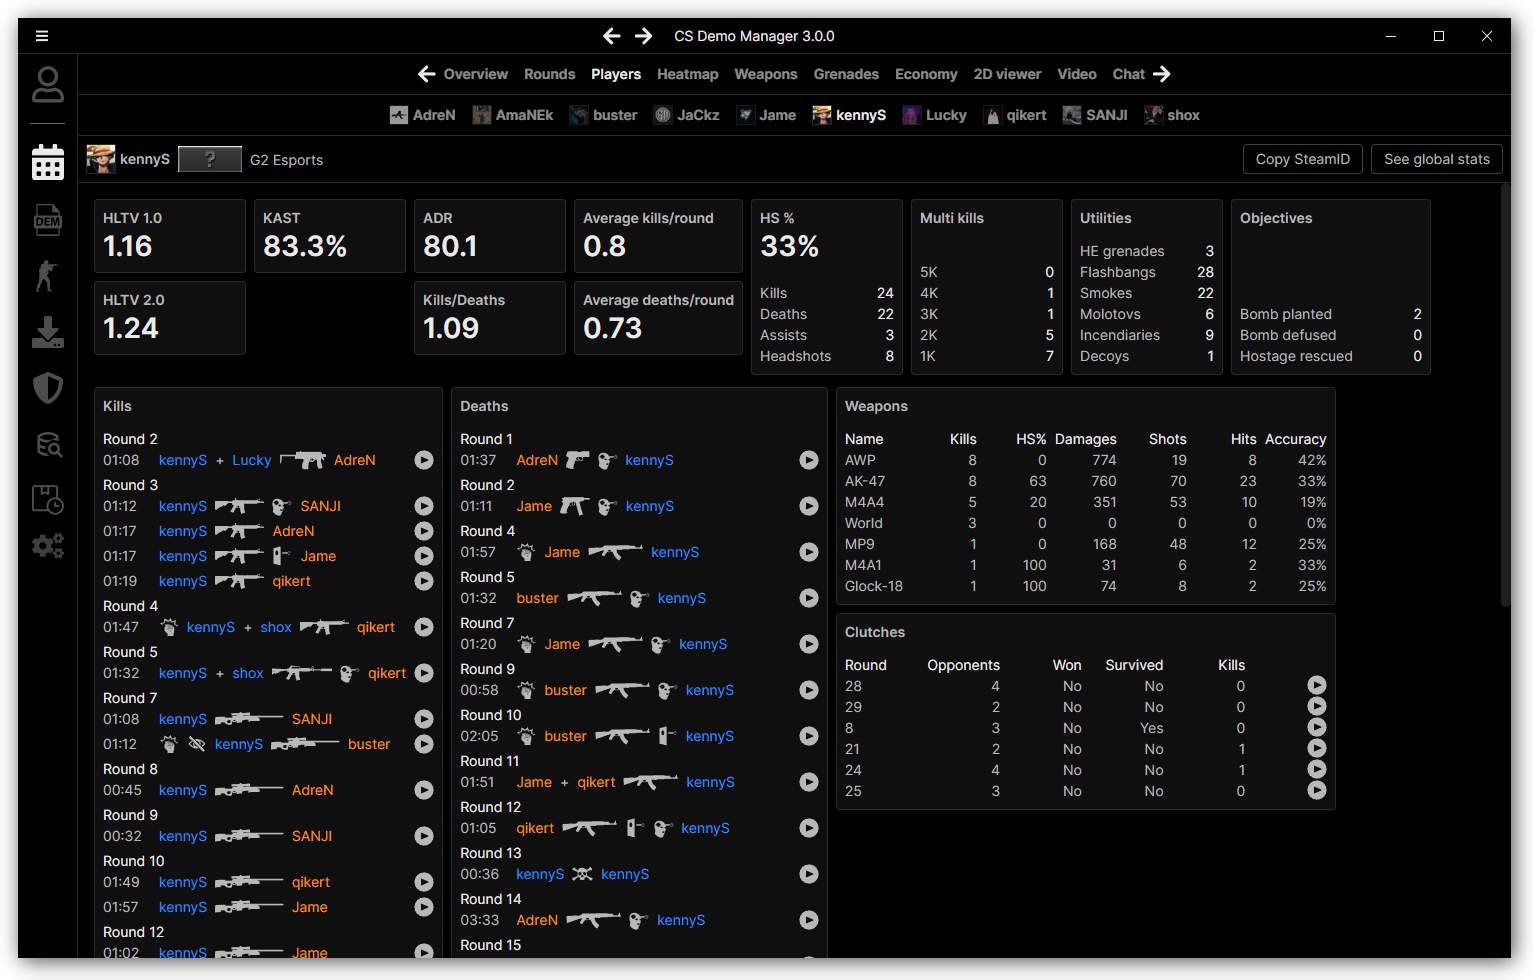 CS Demo Manager 3.0.0
Overview Rounds Players Heatmap Weapons Grenades Economy 2D viewer Video Chat
AdreN AmaNEk buster JaCkz Jame kennyS Lucky qikert SANJI shox
kennyS ? G2 Esports Copy SteamID See global stats
DEM
HLTV 1.0
1.16
KAST
83.3%
ADR
80.1
Average kills/round
0.8
HLTV 2.0
1.24
Kills/Deaths
1.09
Average deaths/round
0.73
HS %
33%
Kills 24
Deaths 22
Assists 3
Headshots 8
Multi kills
5K 0
4K 1
3K 1
2K 5
1K 7
Utilities
HE grenades 3
Flashbangs 28
Smokes 22
Molotovs 6
Incendiaries 9
Decoys 1
Objectives
Bomb planted 2
Bomb defused 0
Hostage rescued 0
Kills
Round 2
01:08 kennyS + Lucky AdreN
Round 3
01:12 kennyS SANJI
01:17 kennyS AdreN
01:17 kennyS Jame
01:19 kennyS qikert
Round 4
01:47 kennyS + shox qikert
Round 5
01:32 kennyS + shox qikert
Round 7
01:08 kennyS SANJI
01:12 kennyS buster
Round 8
00:45 kennyS AdreN
Round 9
00:32 kennyS SANJI
Round 10
01:49 kennyS qikert
01:57 kennyS Jame
Round 12
01:02 kennyS Jame
Deaths
Round 1
01:37 AdreN kennyS
Round 2
01:11 Jame kennyS
Round 4
01:57 Jame kennyS
Round 5
01:32 buster kennyS
Round 7
01:20 Jame kennyS
Round 9
00:58 buster kennyS
Round 10
02:05 buster kennyS
Round 11
01:51 Jame + qikert kennyS
Round 12
01:05 qikert kennyS
Round 13
00:36 kennyS kennyS
Round 14
03:33 AdreN kennyS
Round 15
Weapons
Name Kills HS% Damages Shots Hits Accuracy
AWP 8 0 774 19 8 42%
AK-47 8 63 760 70 23 33%
M4A4 5 20 351 53 10 19%
World 3 0 0 0 0 0%
MP9 1 0 168 48 12 25%
M4A1 1 100 31 6 2 33%
Glock-18 1 100 74 8 2 25%
Clutches
Round Opponents Won Survived Kills
28 4 No No 0
29 2 No No 0
8 3 No Yes 0
21 2 No No 1
24 4 No No 1
25 3 No No 0